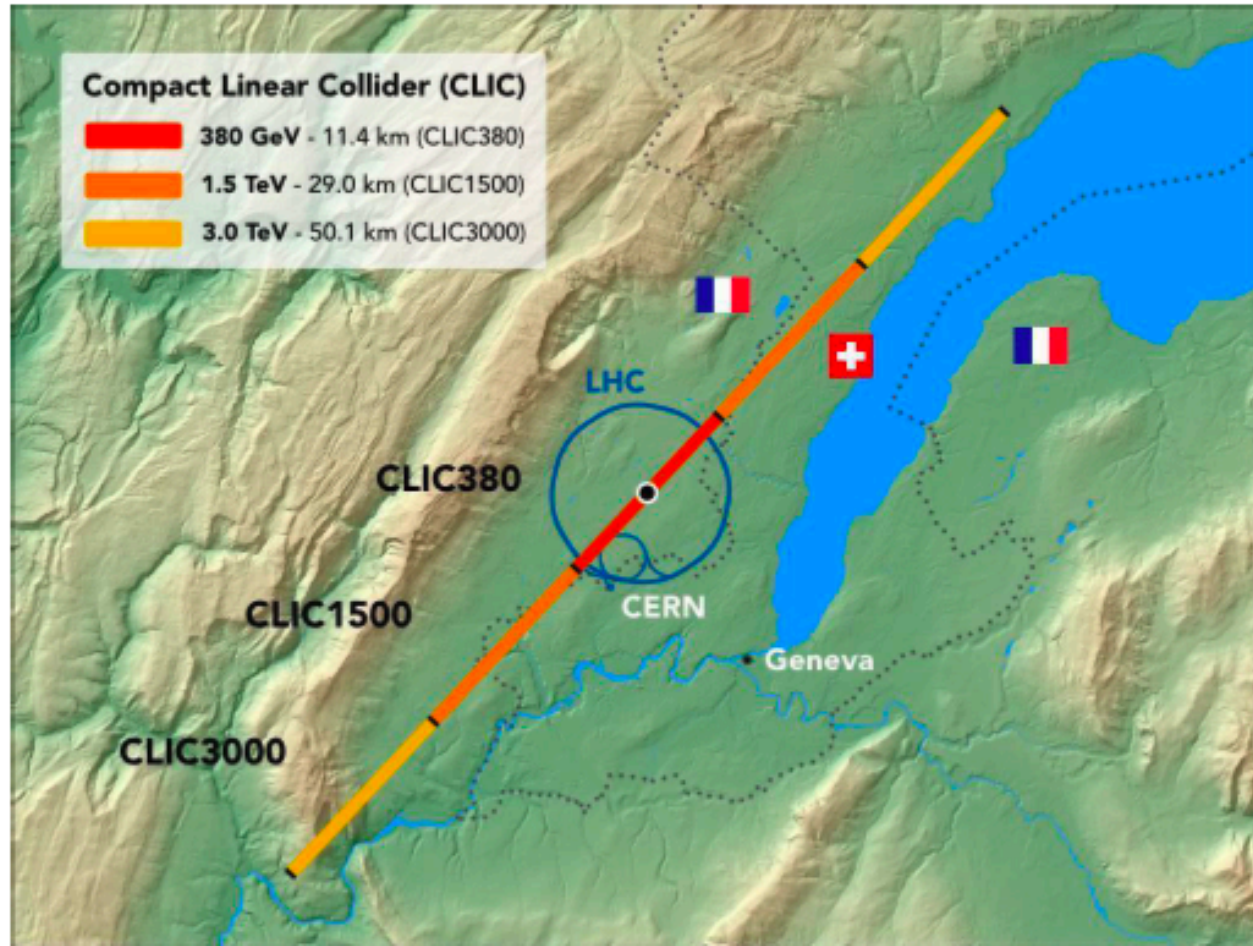 Compact Linear Collider (CLIC)
380 GeV - 11.4 km (CLIC380)
1.5 TeV - 29.0 km (CLIC1500)
3.0 TeV - 50.1 km (CLIC3000)
LHC
CLIC380
CLIC1500
CERN
Geneva
CLIC3000